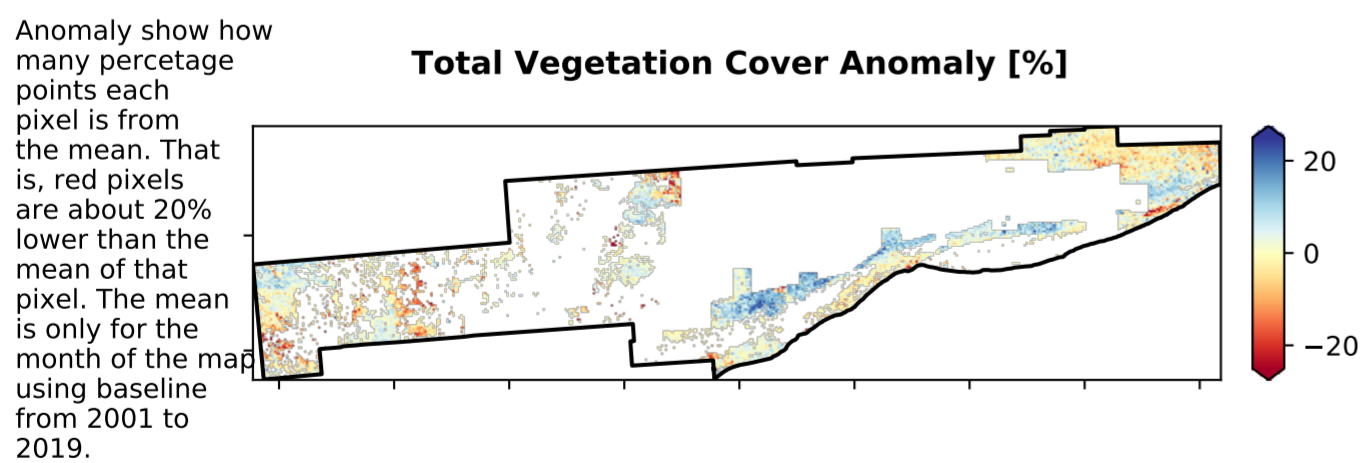 Anomaly show how
many percetage
points each
pixel is from
the mean. That
is, red pixels
are about 20%
lower than the
mean of that
pixel. The mean
is only for the
month of the map
using baseline
from 2001 to
2019.
Total Vegetation Cover Anomaly [%]
20
0
−20